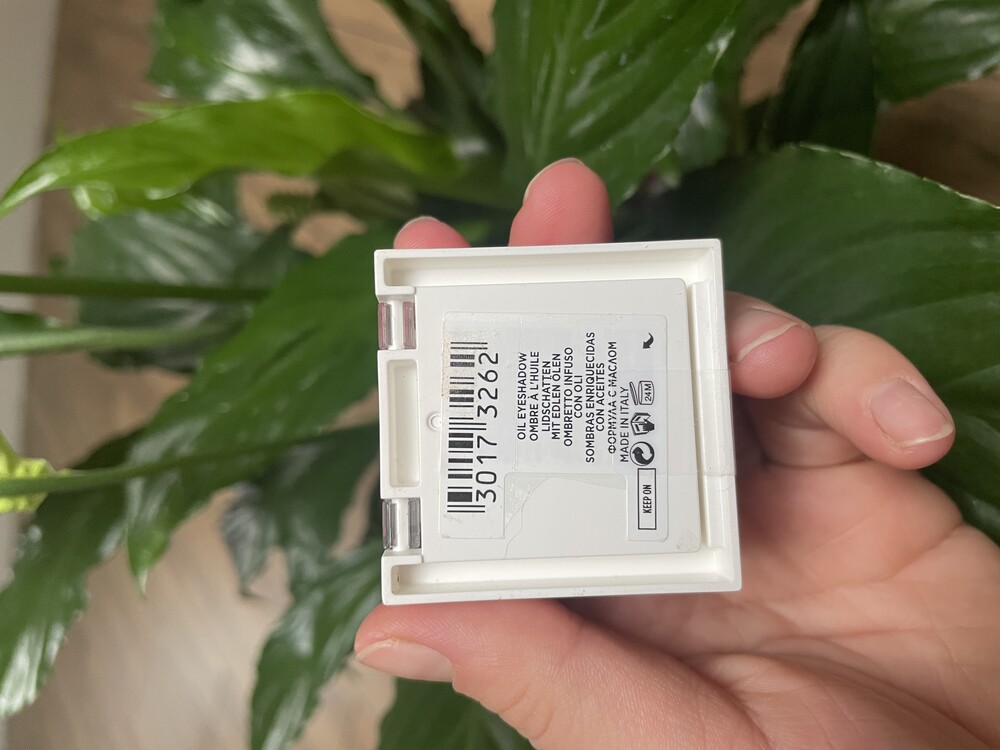 3017 3262
OIL EYESHADOW
OMBRE À L'HUILE
LIDSCHATTEN
MIT EDLEN ÖLEN
OMBRETTO INFUSO
CON OLI
SOMBRAS ENRIQUECIDAS
CON ACEITES
ФОРМУЛА С МАСЛОМ
MADE IN ITALY
24M
KEEP ON